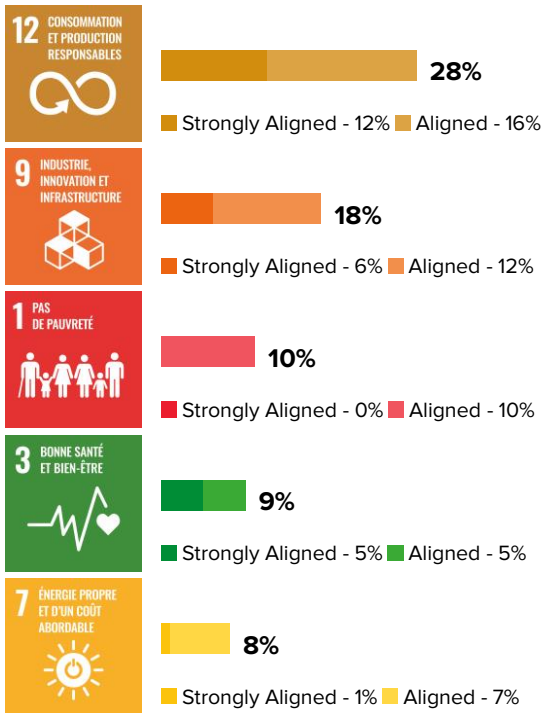 12 CONSOMMATION
ET PRODUCTION
RESPONSABLES
28%
Strongly Aligned - 12% Aligned - 16%
9 INDUSTRIE,
INNOVATION ET
INFRASTRUCTURE
18%
Strongly Aligned - 6% Aligned - 12%
1 PAS
DE PAUVRETÉ
10%
Strongly Aligned - 0% Aligned - 10%
3 BONNE SANTÉ
ET BIEN-ÊTRE
9%
Strongly Aligned - 5% Aligned - 5%
7 ÉNERGIE PROPRE
ET D'UN COÛT
ABORDABLE
8%
Strongly Aligned - 1% Aligned - 7%